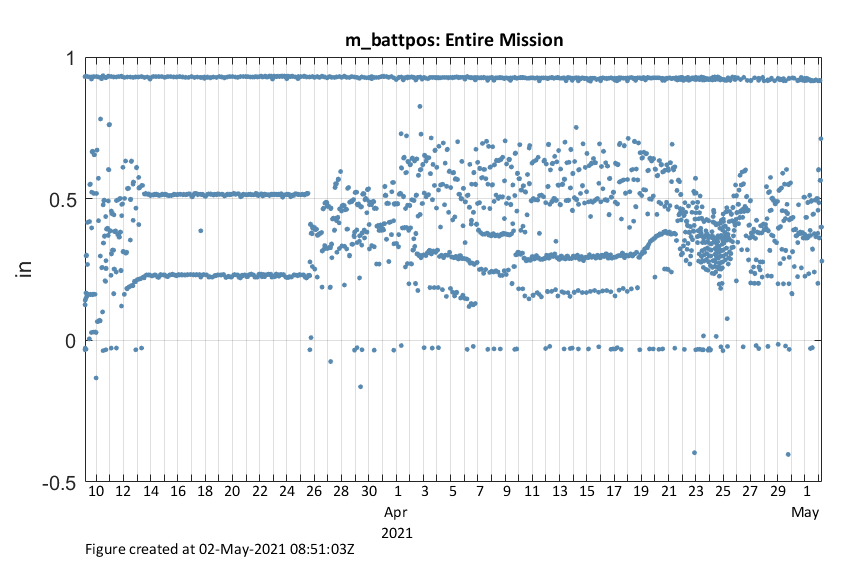 m_battpos: Entire Mission
1
0.5
0
-0.5
in
10 12 14 16 18 20 22 24 26 28 30 1 3 5 7 9 11 13 15 17 19 21 23 25 27 29 1
Apr May
2021
Figure created at 02-May-2021 08:51:03Z